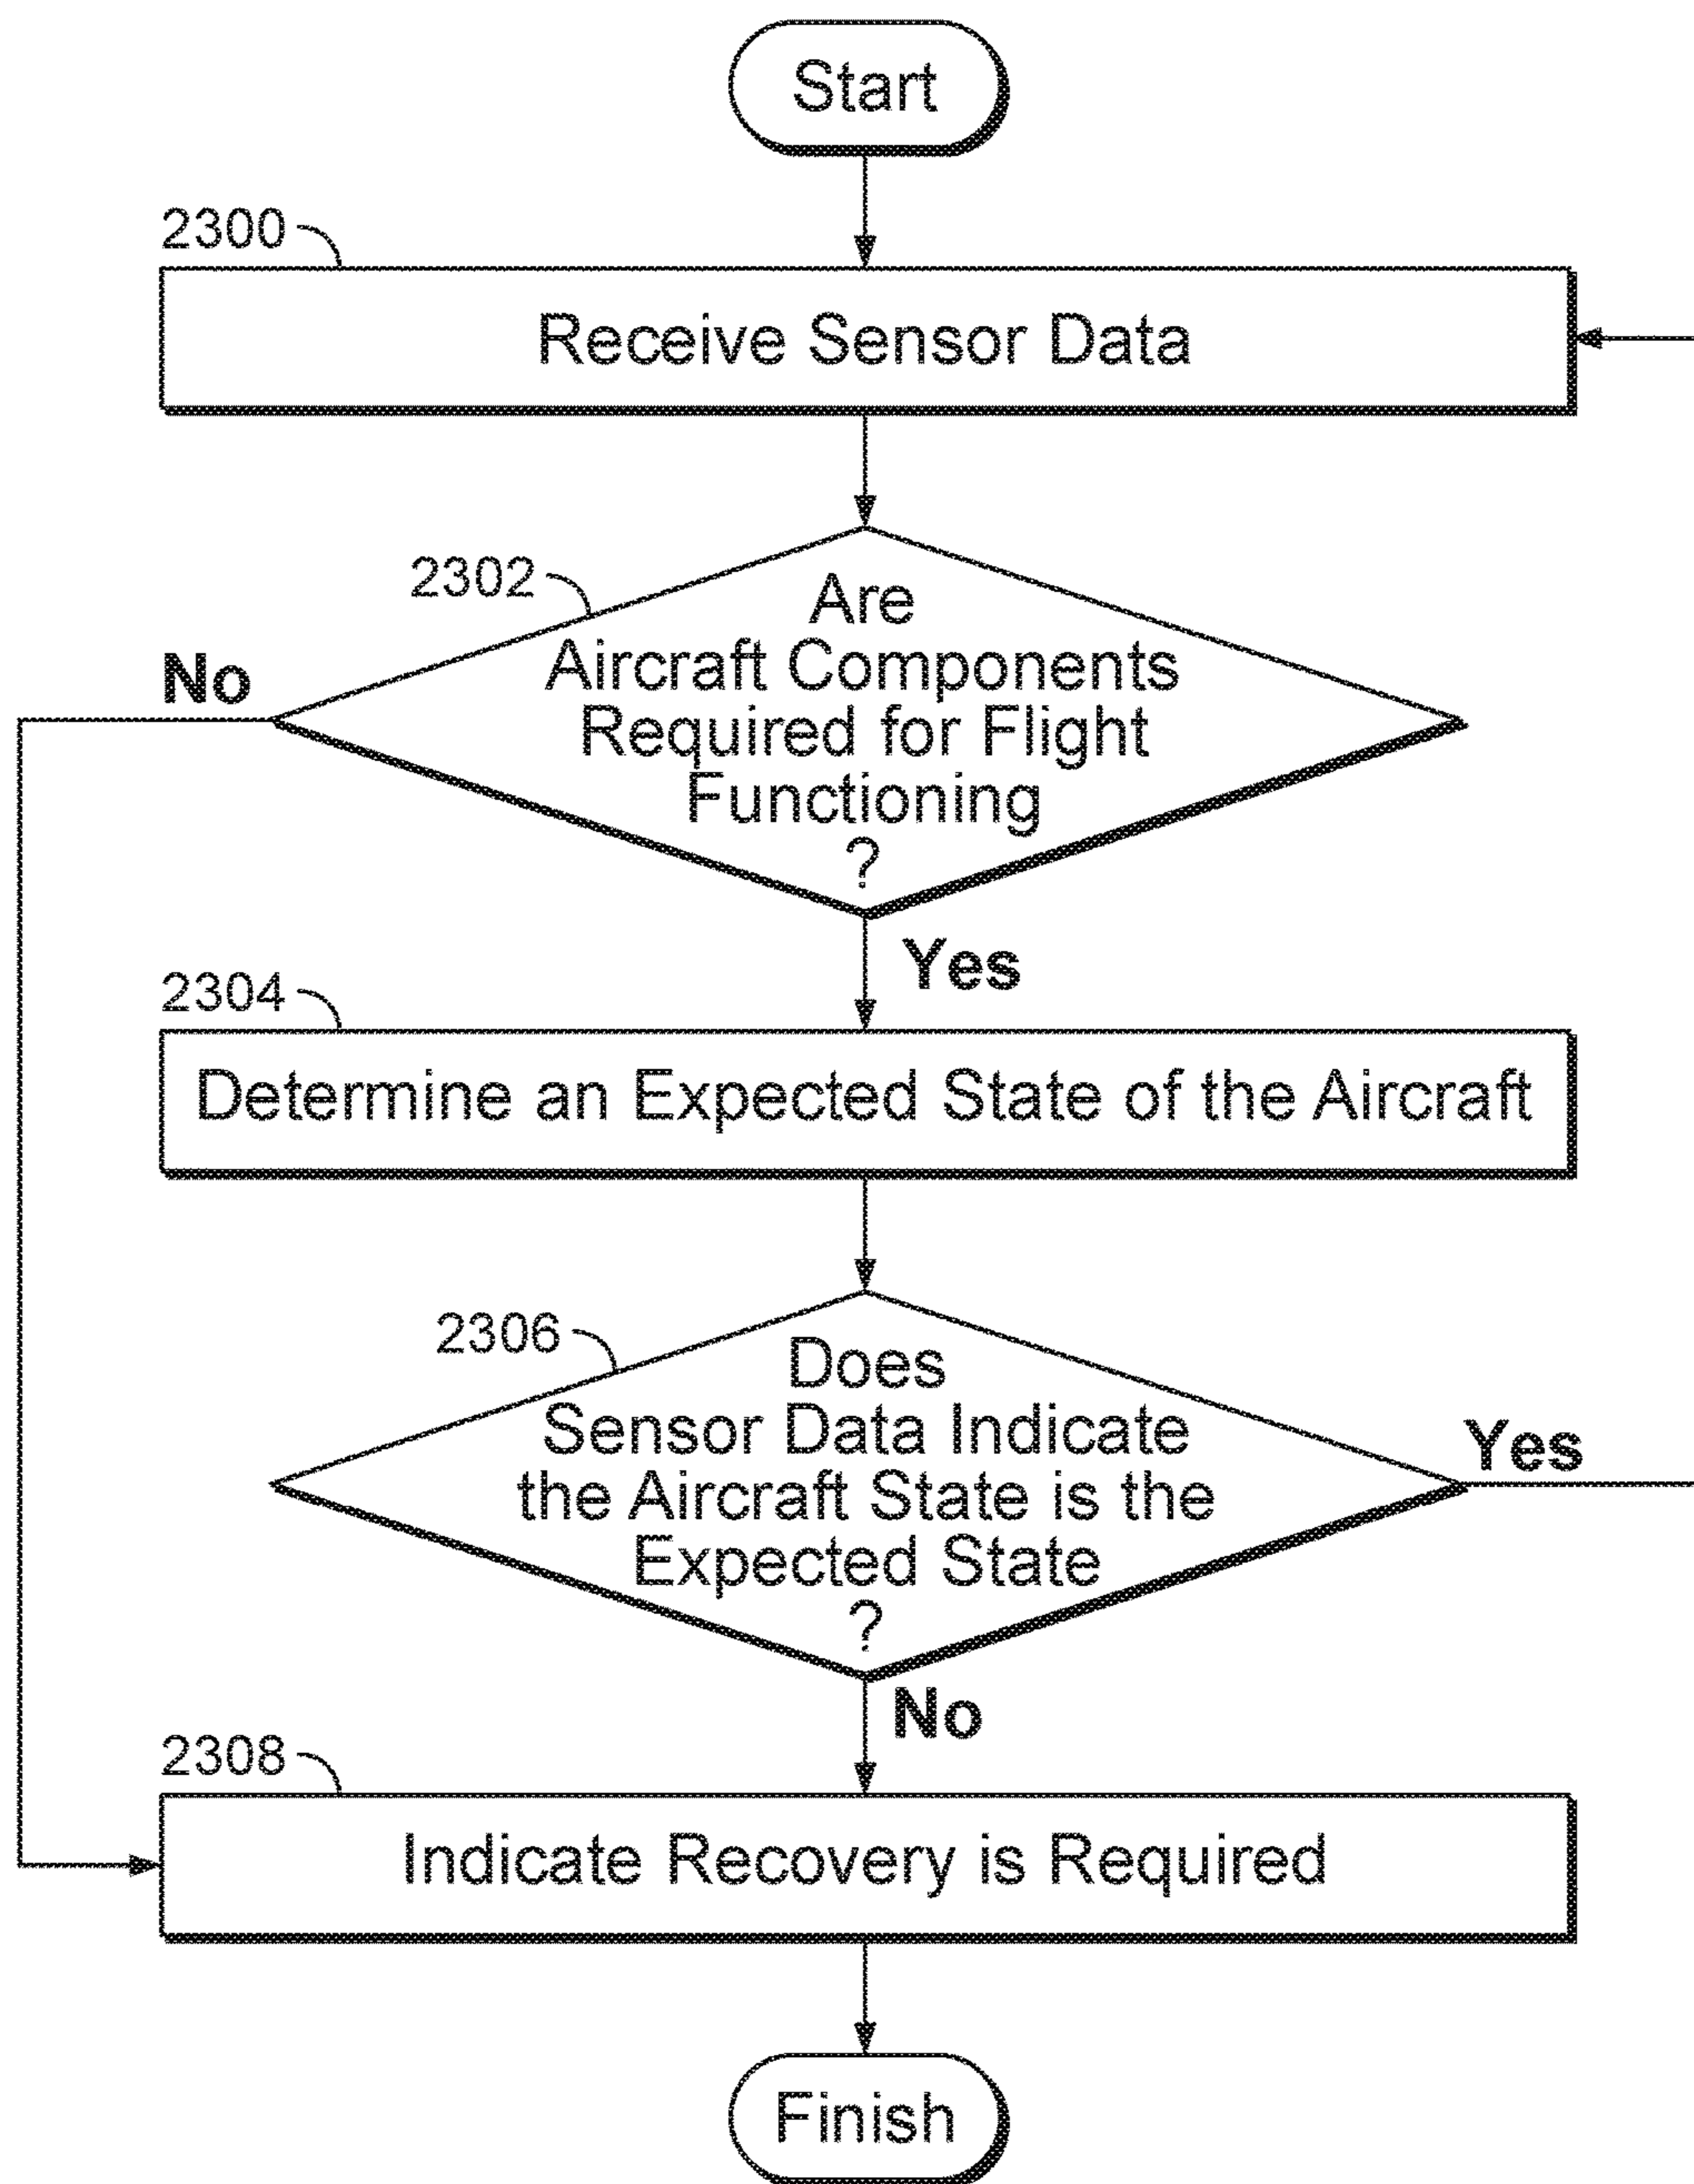 Start
2300
Receive Sensor Data
2302
Are
Aircraft Components
Required for Flight
Functioning
?
No
Yes
2304
Determine an Expected State of the Aircraft
2306
Does
Sensor Data Indicate
the Aircraft State is the
Expected State
?
Yes
No
2308
Indicate Recovery is Required
Finish